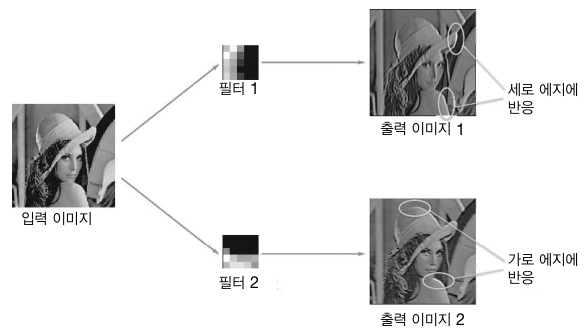 필터 1
출력 이미지 1
세로 에지에
반응
입력 이미지
필터 2
출력 이미지 2
가로 에지에
반응